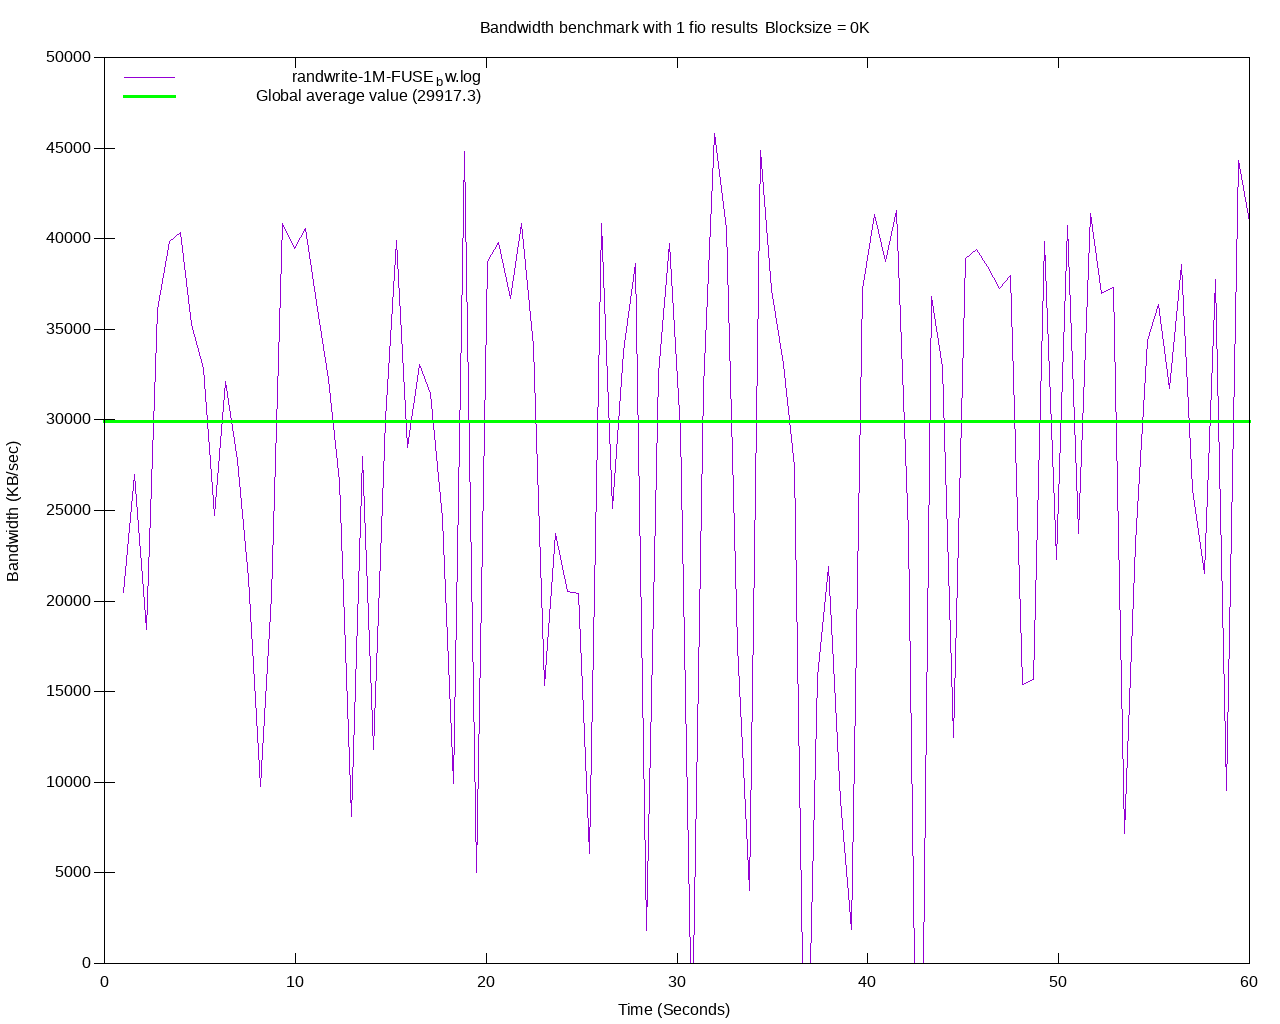 Bandwidth benchmark with 1 fio results Blocksize = 0K
50000
randwrite-1M-FUSE_bw.log
Global average value (29917.3)
45000
40000
35000
30000
Bandwidth (KB/sec)
25000
20000
15000
10000
5000
0
0 10 20 30 40 50 60
Time (Seconds)